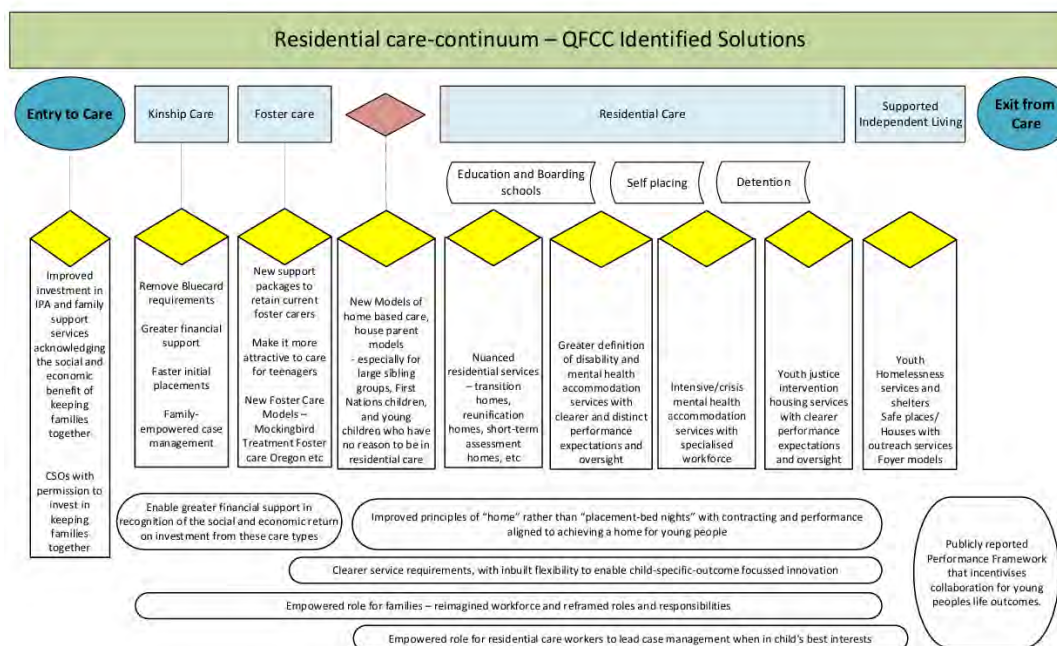 Residential care-continuum – QFCC Identified Solutions
Entry to Care
Kinship Care
Foster care
Residential Care
Supported
Independent Living
Exit from
Care
Education and Boarding
schools
Self placing
Detention
Improved
investment in
IPA and family
support
services
acknowledging
the social and
economic
benefit of
keeping
families
together
CSOs with
permission to
invest in
keeping
families
together
Remove Bluecard
requirements
Greater financial
support
Faster initial
placements
Family-
empowered case
management
New support
packages to
retain current
foster carers
Make it more
attractive to care
for teenagers
New Foster Care
Models –
Mockingbird
Treatment Foster
care Oregon etc
New Models of
home based care,
house parent
models
- especially for
large sibling
groups, First
Nations children,
and young
children who have
no reason to be in
residential care
Nuanced
residential services
– transition
homes, reunification
homes, short-term
assessment
homes, etc
Greater definition
of disability and
mental health
accommodation
services with
clearer and distinct
performance
expectations and
oversight
Intensive/crisis
mental health
accommodation
services with
specialised
workforce
Youth justice
intervention
housing services
with clearer
performance
expectations
and oversight
Youth
Homelessness
services and
shelters
Safe places/
Houses with
outreach services
Foyer models
Enable greater financial support in
recognition of the social and economic return
on investment from these care types
Improved principles of “home” rather than “placement-bed nights” with contracting and performance
aligned to achieving a home for young people
Clearer service requirements, with inbuilt flexibility to enable child-specific-outcome focussed innovation
Empowered role for families – reimagined workforce and reframed roles and responsibilities
Empowered role for residential care workers to lead case management when in child’s best interests
Publicly reported
Performance Framework
that incentivises
collaboration for young
peoples life outcomes.